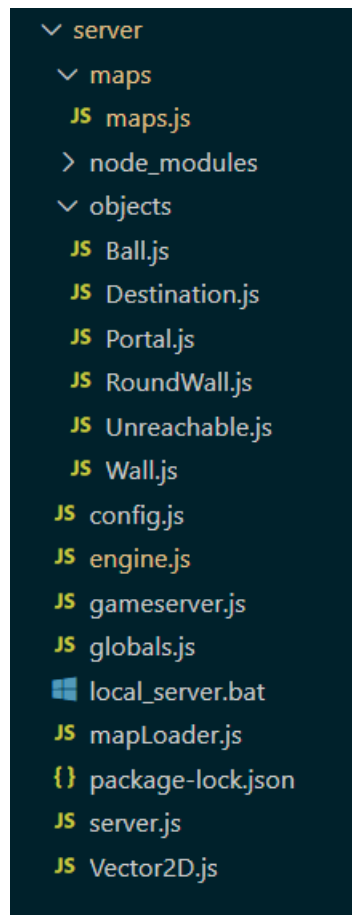 server
maps
JS maps.js
node_modules
objects
JS Ball.js
JS Destination.js
JS Portal.js
JS RoundWall.js
JS Unreachable.js
JS Wall.js
JS config.js
JS engine.js
JS gameserver.js
JS globals.js
local_server.bat
JS mapLoader.js
{} package-lock.json
JS server.js
JS Vector2D.js